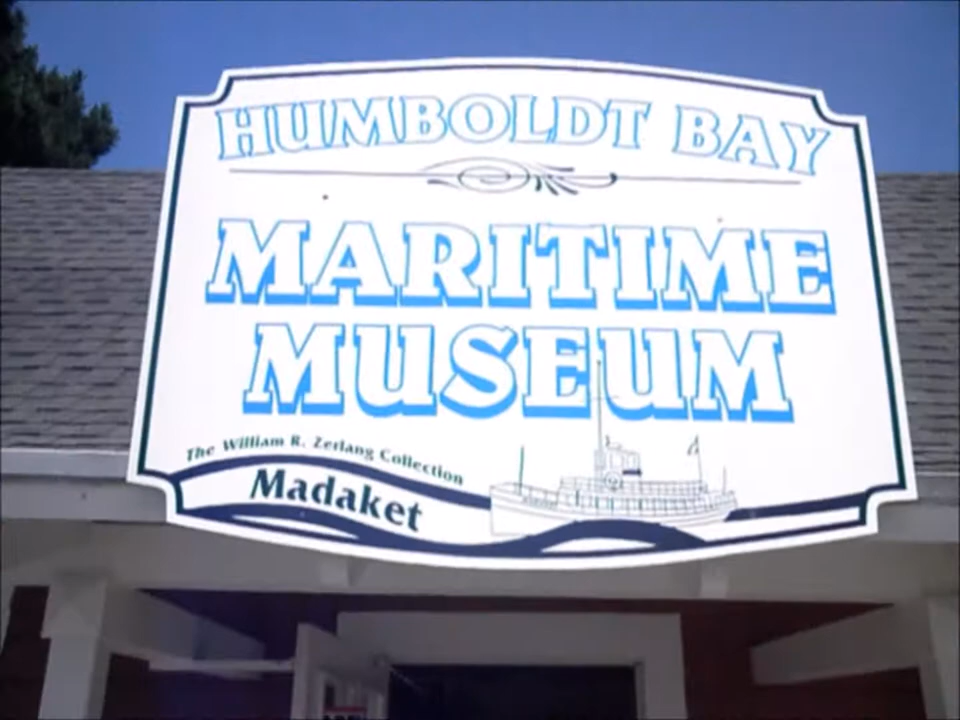 HUMBOLDT BAY
MARITIME
MUSEUM
The William R. Zerlang Collection
Madaket